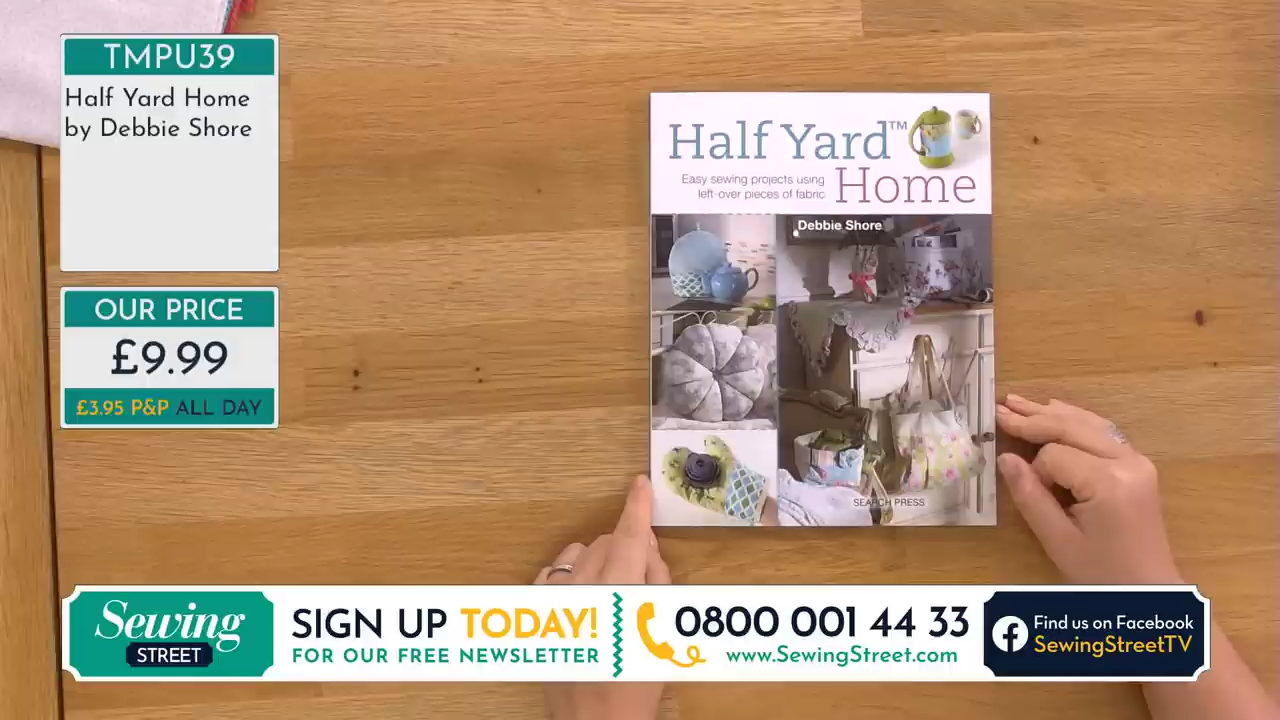 TMPU39
Half Yard Home
by Debbie Shore
OUR PRICE
£9.99
£3.95 P&P ALL DAY
Half Yard™
Easy sewing projects using
left-over pieces of fabric
Home
Debbie Shore
SEARCH PRESS
Sewing
STREET
SIGN UP TODAY!
FOR OUR FREE NEWSLETTER
0800 001 44 33
www.SewingStreet.com
Find us on Facebook
SewingStreetTV